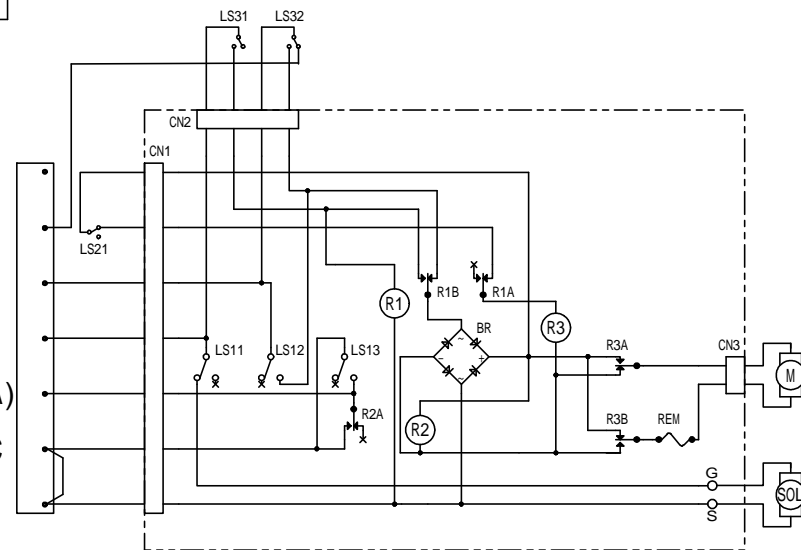 LS31 LS32
CN2
CN1
LS21
R1
R1B R1A
BR
R3
R3A CN3
LS11 LS12 LS13
~
- +
~
M
A)
R2A
R2
R3B REM
C
G
S
SOL